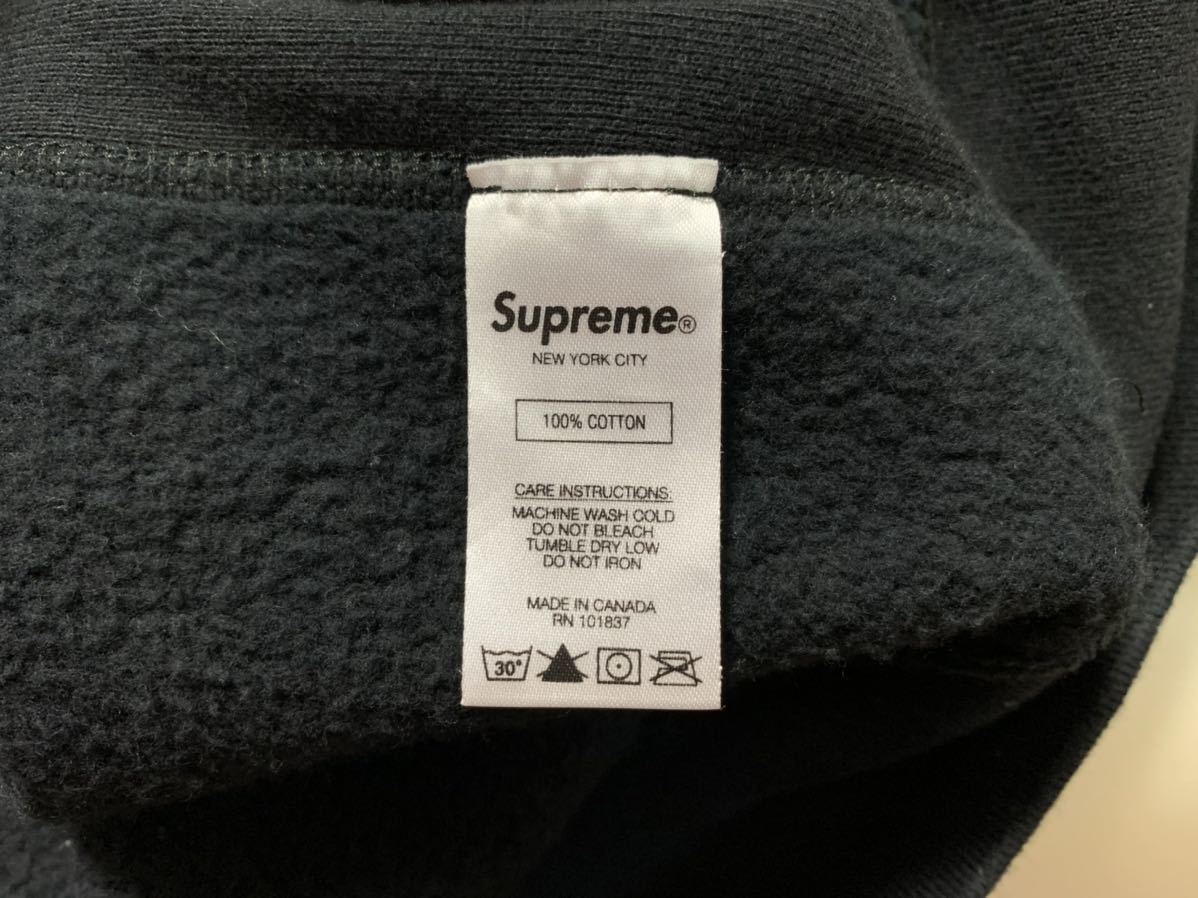 Supreme®
NEW YORK CITY
100% COTTON
CARE INSTRUCTIONS:
MACHINE WASH COLD
DO NOT BLEACH
TUMBLE DRY LOW
DO NOT IRON
MADE IN CANADA
RN 101837
30°